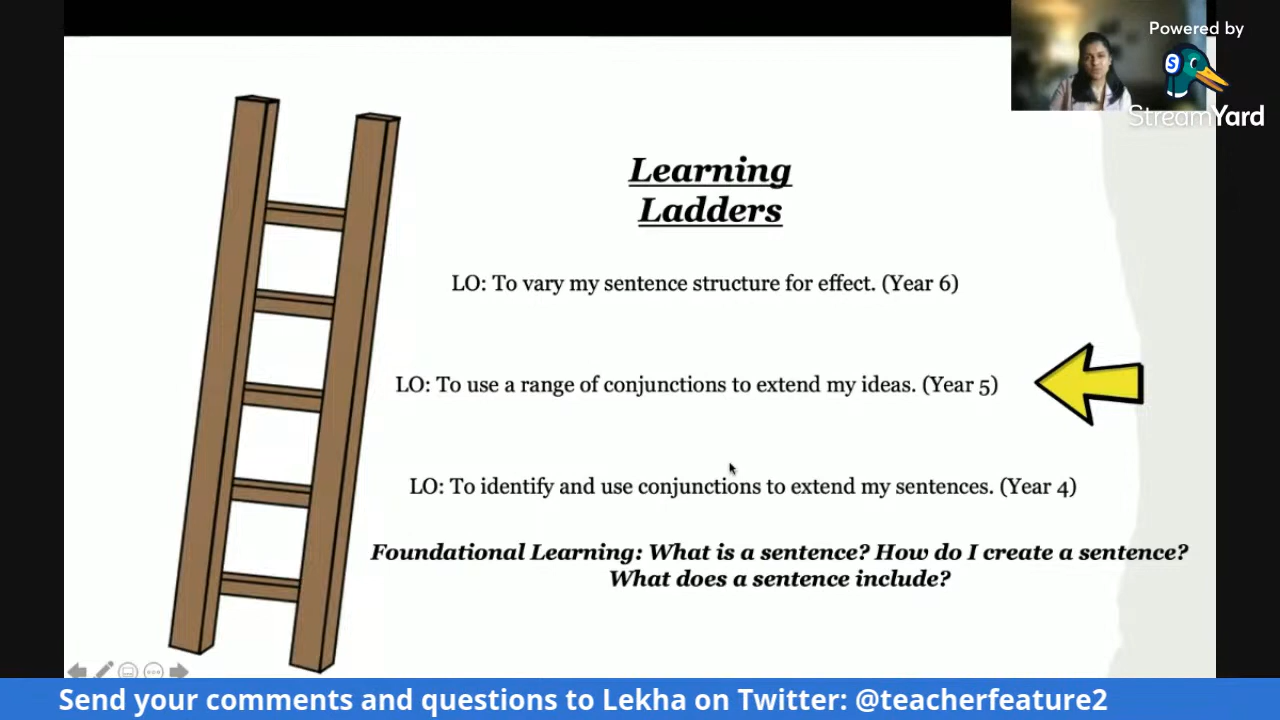 Powered by
S
StreamYard
Learning
Ladders
LO: To vary my sentence structure for effect. (Year 6)
LO: To use a range of conjunctions to extend my ideas. (Year 5)
LO: To identify and use conjunctions to extend my sentences. (Year 4)
Foundational Learning: What is a sentence? How do I create a sentence?
What does a sentence include?
Send your comments and questions to Lekha on Twitter: @teacherfeature2